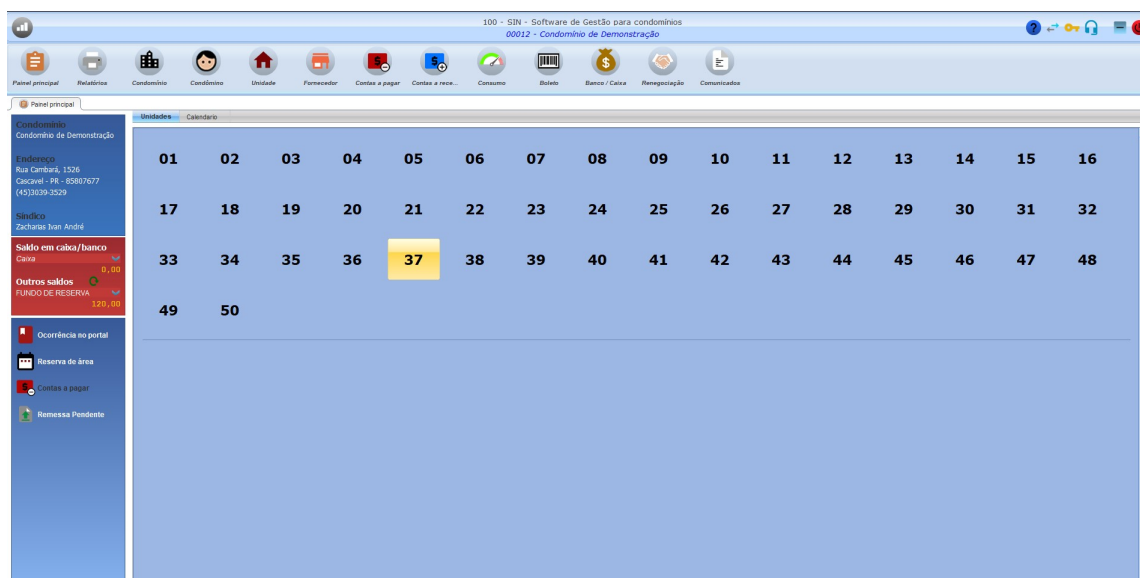 100 - SIN - Software de Gestão para condomínios
00012 - Condomínio de Demonstração
Painel principal Relatórios Condomínio Condômino Unidade Fornecedor Contas a pagar Contas a rece... Consumo Boleto Banco / Caixa Renegociação Comunicados
Painel principal
Unidades Calendario
Condomínio
Condomínio de Demonstração
Endereço
Rua Cambará, 1526
Cascavel - PR - 85807677
(45)3039-3529
Síndico
Zacharias Ivan André
Saldo em caixa/banco
Caixa
0,00
Outros saldos
FUNDO DE RESERVA
120,00
Ocorrência no portal
Reserva de área
Contas a pagar
Remessa Pendente
01 02 03 04 05 06 07 08 09 10 11 12 13 14 15 16
17 18 19 20 21 22 23 24 25 26 27 28 29 30 31 32
33 34 35 36 37 38 39 40 41 42 43 44 45 46 47 48
49 50